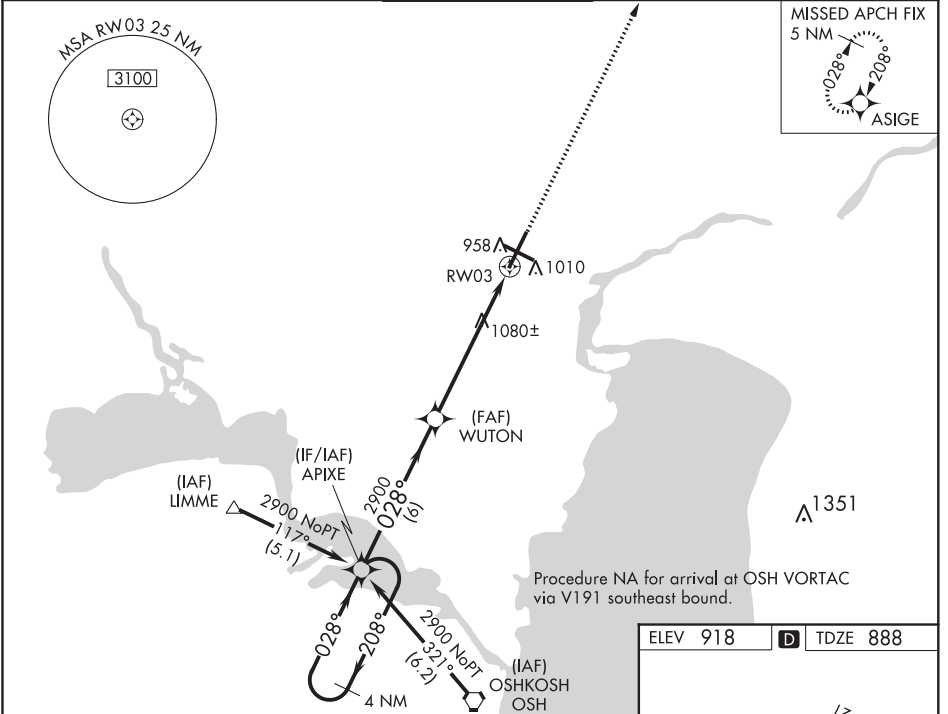 MSA RW03 25 NM
3100
MISSED APCH FIX
5 NM
028°
208°
ASIGE
958
RW03
1010
1080±
(FAF)
WUTON
(IF/IAF)
APIXE
(IAF)
LIMME
2900 NoPT
117°
(5.1)
2900
028°
(6)
1351
Procedure NA for arrival at OSH VORTAC
via V191 southeast bound.
028°
208°
4 NM
2900 NoPT
321°
(6.2)
(IAF)
OSHKOSH
OSH
ELEV 918 D TDZE 888